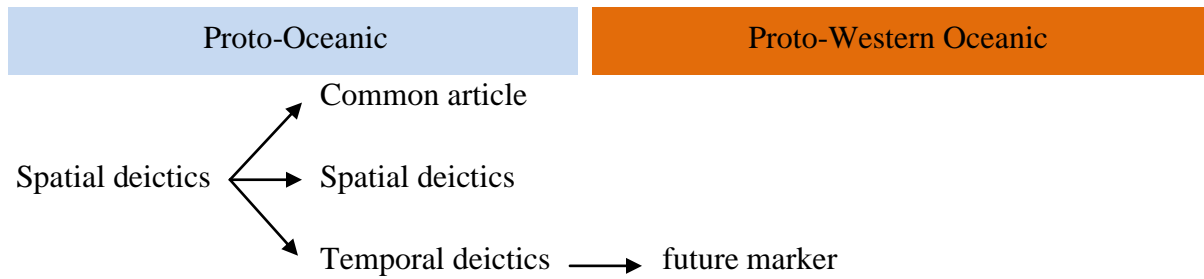 Proto-Oceanic Proto-Western Oceanic
Common article
Spatial deictics Spatial deictics
Temporal deictics future marker